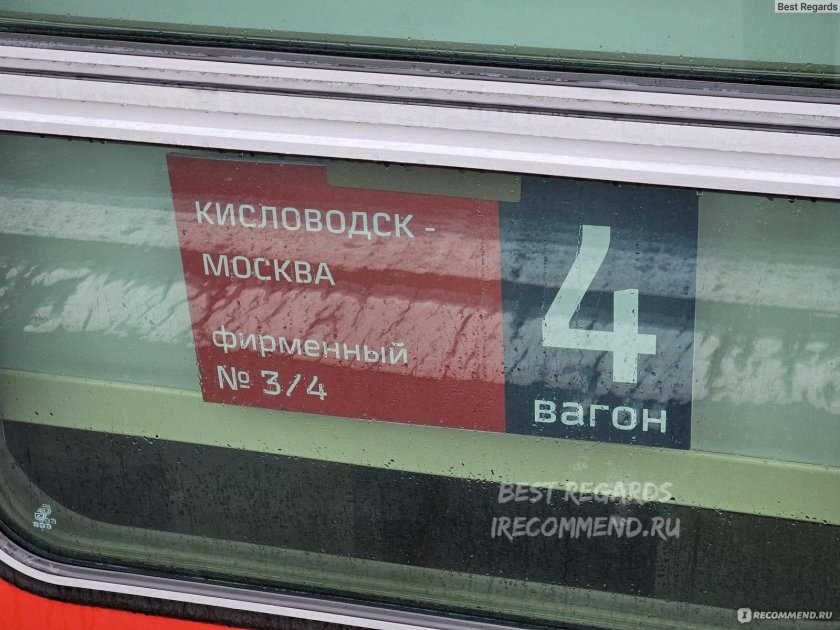 Best Regards
КИСЛОВОДСК -
МОСКВА
фирменный
№ 3/4
4
вагон
BEST REGARDS
IRECOMMEND.RU
IRECOMMEND.RU